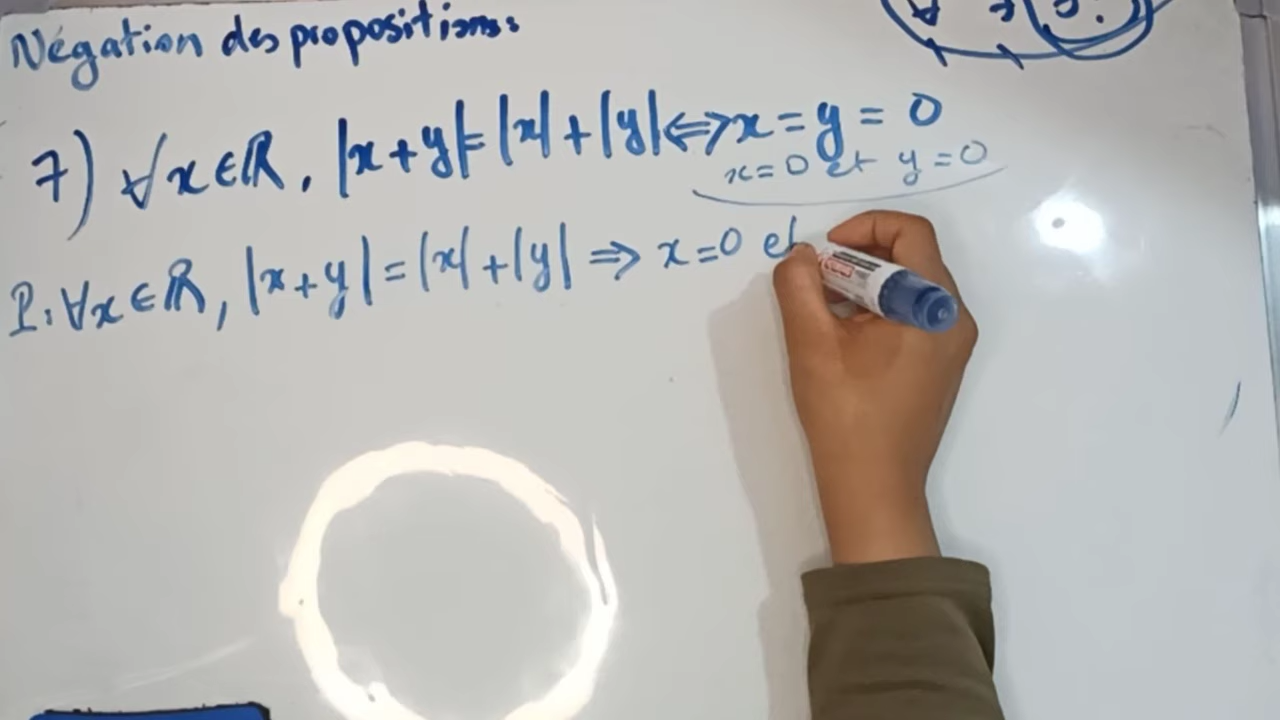 Négation des propositions:
7) ∀x∈ℝ, |x+y|=|x|+|y|⟺x=y=0
x=0 et y=0
P: ∀x∈ℝ, |x+y|=|x|+|y| ⟹ x=0 et